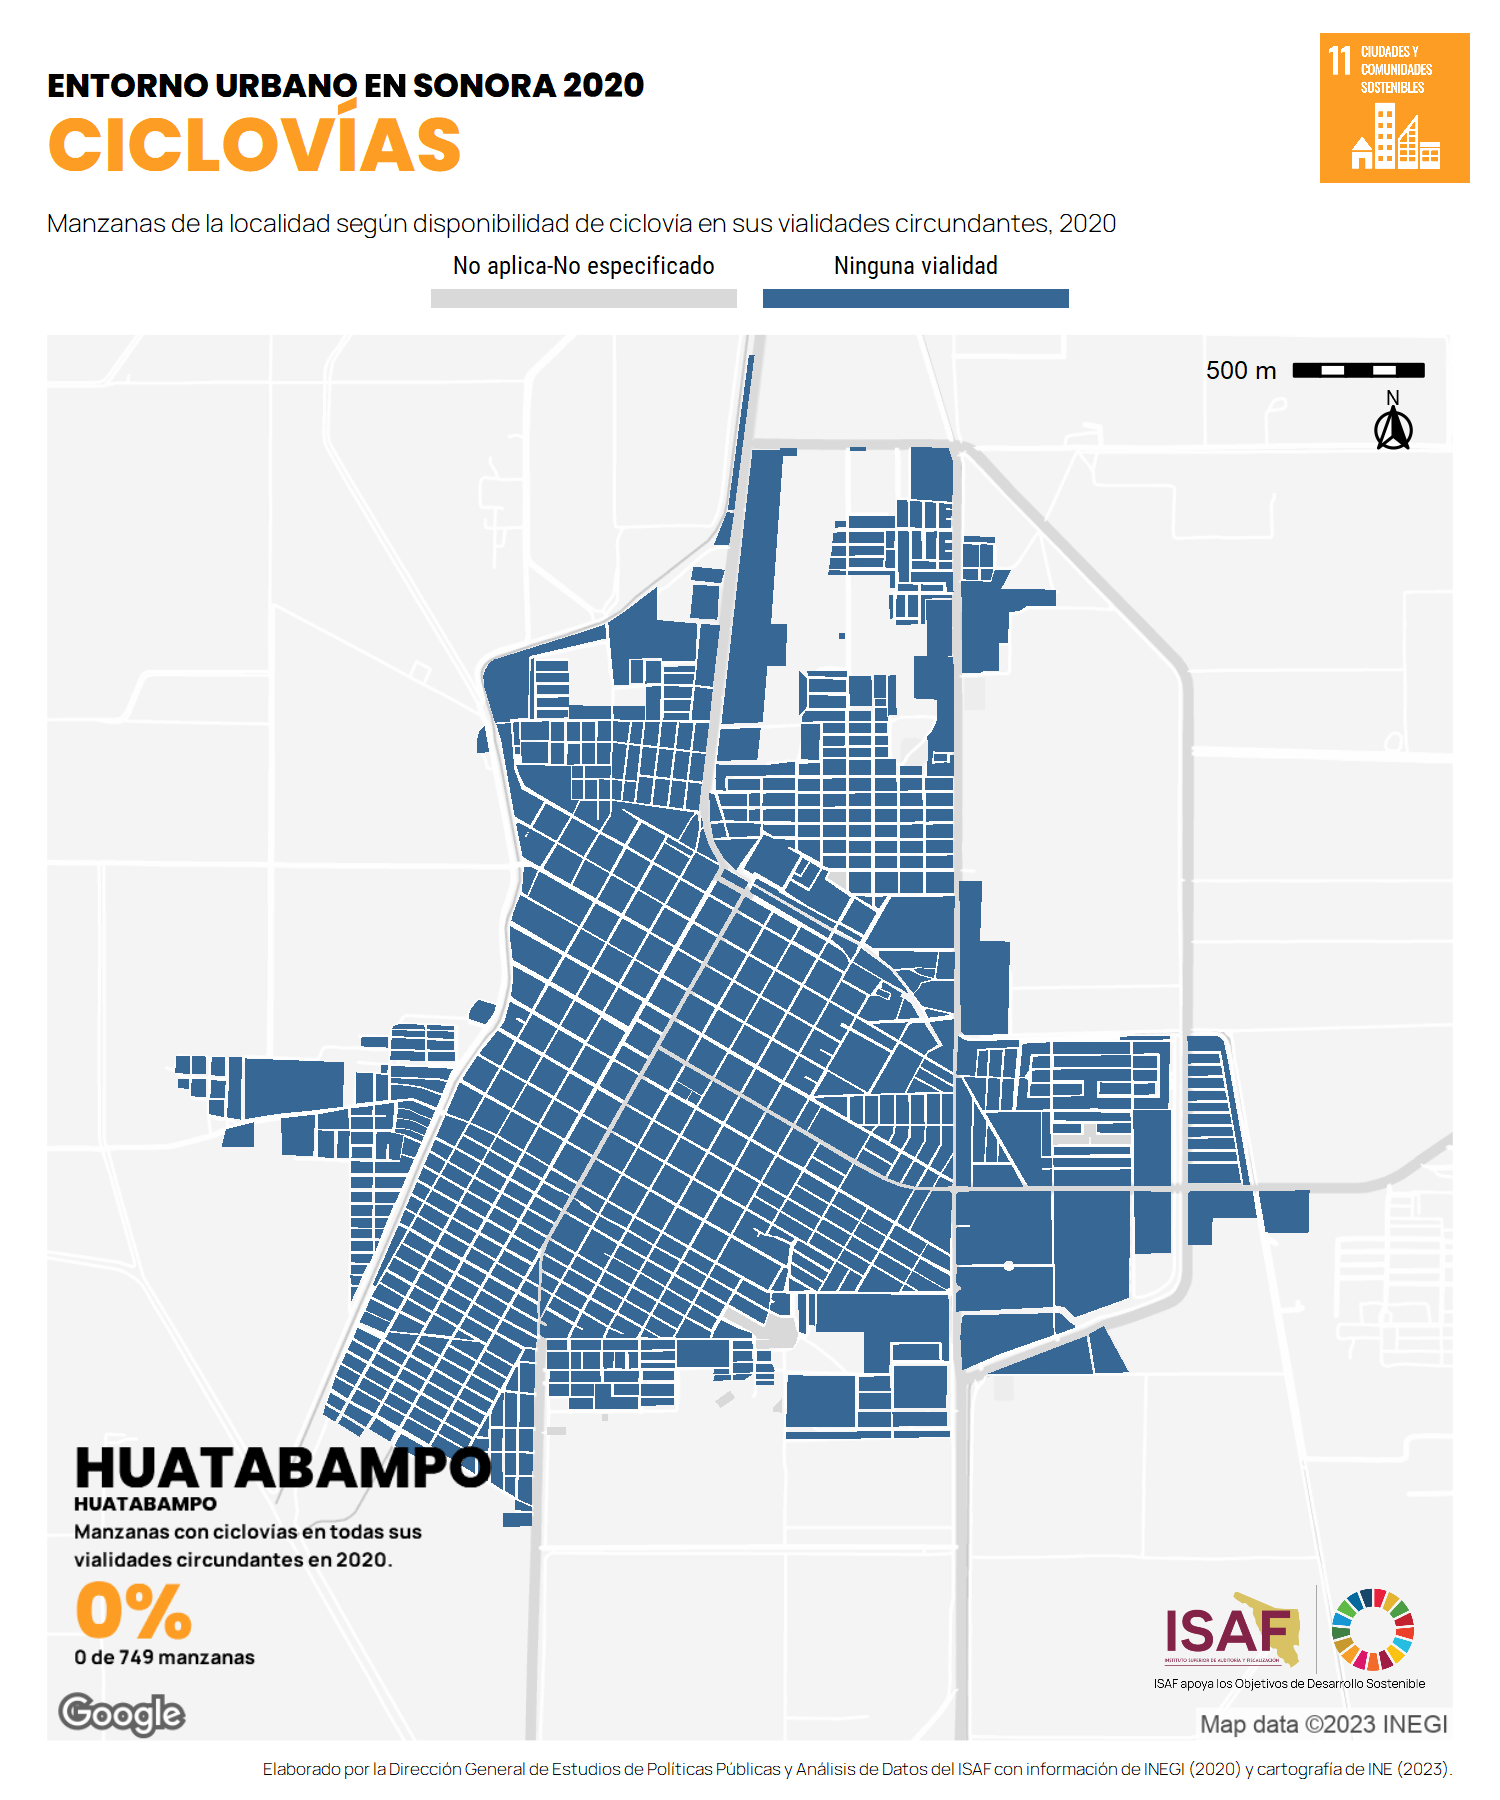 ENTORNO URBANO EN SONORA 2020
CICLOVÍAS
11 CIUDADES Y
COMUNIDADES
SOSTENIBLES
Manzanas de la localidad según disponibilidad de ciclovía en sus vialidades circundantes, 2020
No aplica-No especificado
Ninguna vialidad
500 m
N
HUATABAMPO
HUATABAMPO
Manzanas con ciclovias en todas sus
vialidades circundantes en 2020.
0%
0 de 749 manzanas
Google
ISAF
INSTITUTO SUPERIOR DE AUDITORÍA Y FISCALIZACIÓN
ISAF apoya los Objetivos de Desarrollo Sostenible
Map data ©2023 INEGI
Elaborado por la Dirección General de Estudios de Políticas Públicas y Análisis de Datos del ISAF con información de INEGI (2020) y cartografía de INE (2023).